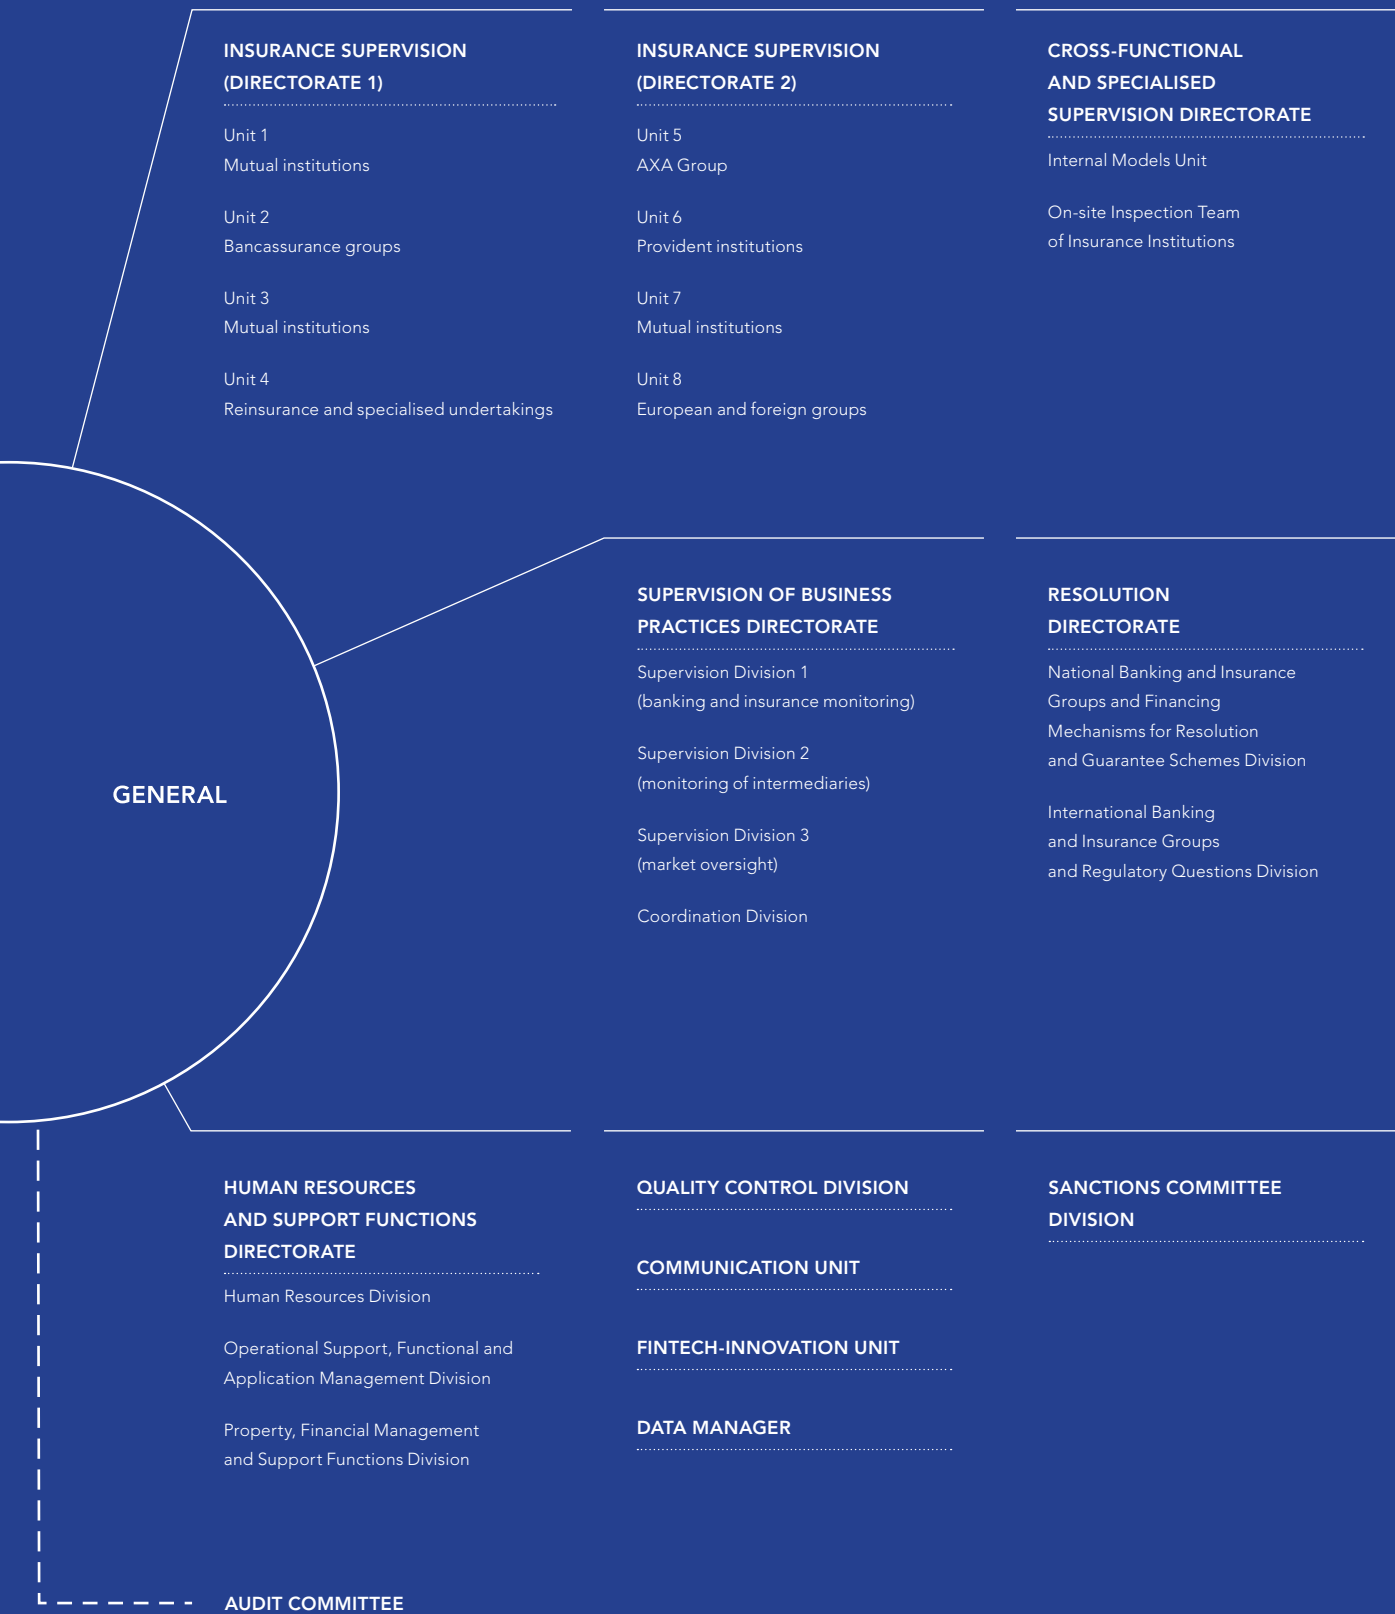 INSURANCE SUPERVISION
(DIRECTORATE 1)
Unit 1
Mutual institutions
Unit 2
Bancassurance groups
Unit 3
Mutual institutions
Unit 4
Reinsurance and specialised undertakings
INSURANCE SUPERVISION
(DIRECTORATE 2)
Unit 5
AXA Group
Unit 6
Provident institutions
Unit 7
Mutual institutions
Unit 8
European and foreign groups
CROSS-FUNCTIONAL
AND SPECIALISED
SUPERVISION DIRECTORATE
Internal Models Unit
On-site Inspection Team
of Insurance Institutions
GENERAL
SUPERVISION OF BUSINESS
PRACTICES DIRECTORATE
Supervision Division 1
(banking and insurance monitoring)
Supervision Division 2
(monitoring of intermediaries)
Supervision Division 3
(market oversight)
Coordination Division
RESOLUTION
DIRECTORATE
National Banking and Insurance
Groups and Financing
Mechanisms for Resolution
and Guarantee Schemes Division
International Banking
and Insurance Groups
and Regulatory Questions Division
HUMAN RESOURCES
AND SUPPORT FUNCTIONS
DIRECTORATE
Human Resources Division
Operational Support, Functional and
Application Management Division
Property, Financial Management
and Support Functions Division
QUALITY CONTROL DIVISION
COMMUNICATION UNIT
FINTECH-INNOVATION UNIT
DATA MANAGER
SANCTIONS COMMITTEE
DIVISION
AUDIT COMMITTEE